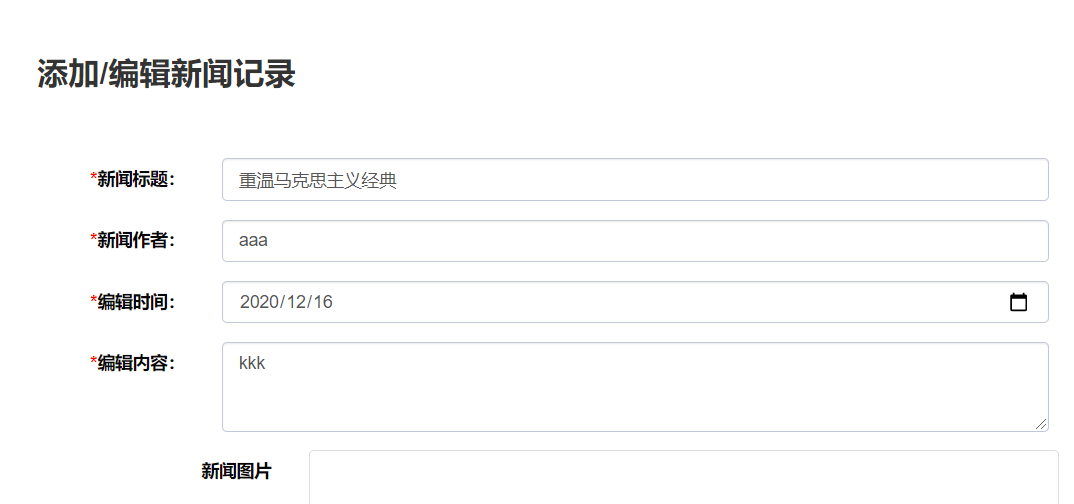 添加/编辑新闻记录
*新闻标题： 重温马克思主义经典
*新闻作者： aaa
*编辑时间： 2020/12/16
*编辑内容： kkk
新闻图片